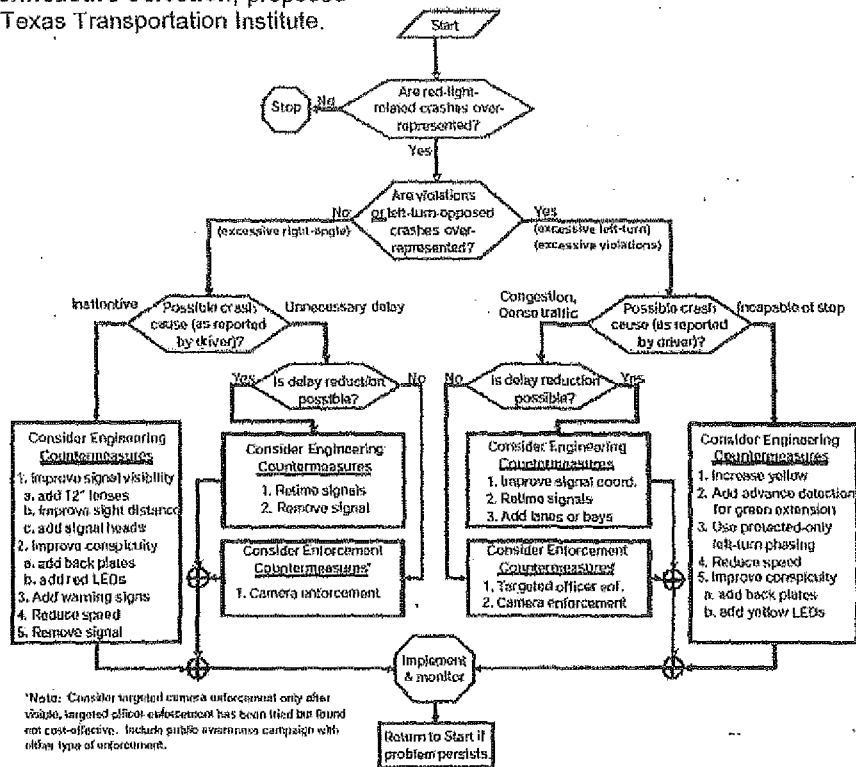 proposed
Texas Transportation Institute.
Start
Are red-light-
related crashes over-
represented?
No
Stop
Yes
Are violations
or left-turn-opposed
crashes over-
represented?
No
(excessive right-angle)
Yes
(excessive left-turn)
(excessive violations)
Inattentive
Possible crash
cause (as reported
by driver)?
Unnecessary delay
Congestion,
Dense traffic
Possible crash
cause (as reported
by driver)?
Incapable of stop
Yes
Is delay reduction
possible?
No
No
Is delay reduction
possible?
Yes
Consider Engineering
Countermeasures
1. Improve signal visibility
a. add 12" lenses
b. improve sight distance
c. add signal heads
2. Improve conspicuity
a. add back plates
b. add red LEDs
3. Add warning signs
4. Reduce speed
5. Remove signal
Consider Engineering
Countermeasures
1. Retime signals
2. Remove signal
Consider Enforcement
Countermeasures*
1. Camera enforcement
Consider Engineering
Countermeasures
1. Improve signal coord.
2. Retime signals
3. Add lanes or bays
Consider Enforcement
Countermeasures*
1. Targeted officer enf.
2. Camera enforcement
Consider Engineering
Countermeasures
1. Increase yellow
2. Add advance detection
for green extension
3. Use protected-only
left-turn phasing
4. Reduce speed
5. Improve conspicuity
a. add back plates
b. add yellow LEDs
Implement
& monitor
Return to Start if
problem persists.
*Note: Consider targeted camera enforcement only after
visible, targeted officer enforcement has been tried but found
not cost-effective. Include public awareness campaign with
either type of enforcement.